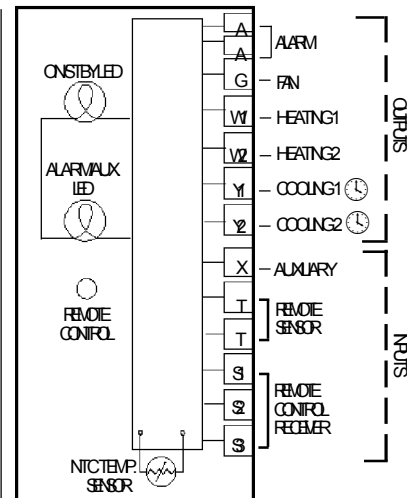 ON/STBY LED
ALARM/AUX
LED
REMOTE
CONTROL
NTC TEMP.
SENSOR
A
A
G
W1
W2
Y1
Y2
X
T
T
S1
S2
S3
ALARM
FAN
HEATING 1
HEATING 2
COOLING 1
COOLING 2
AUXILIARY
REMOTE
SENSOR
REMOTE
CONTROL
RECEIVER
OUTPUTS
INPUTS